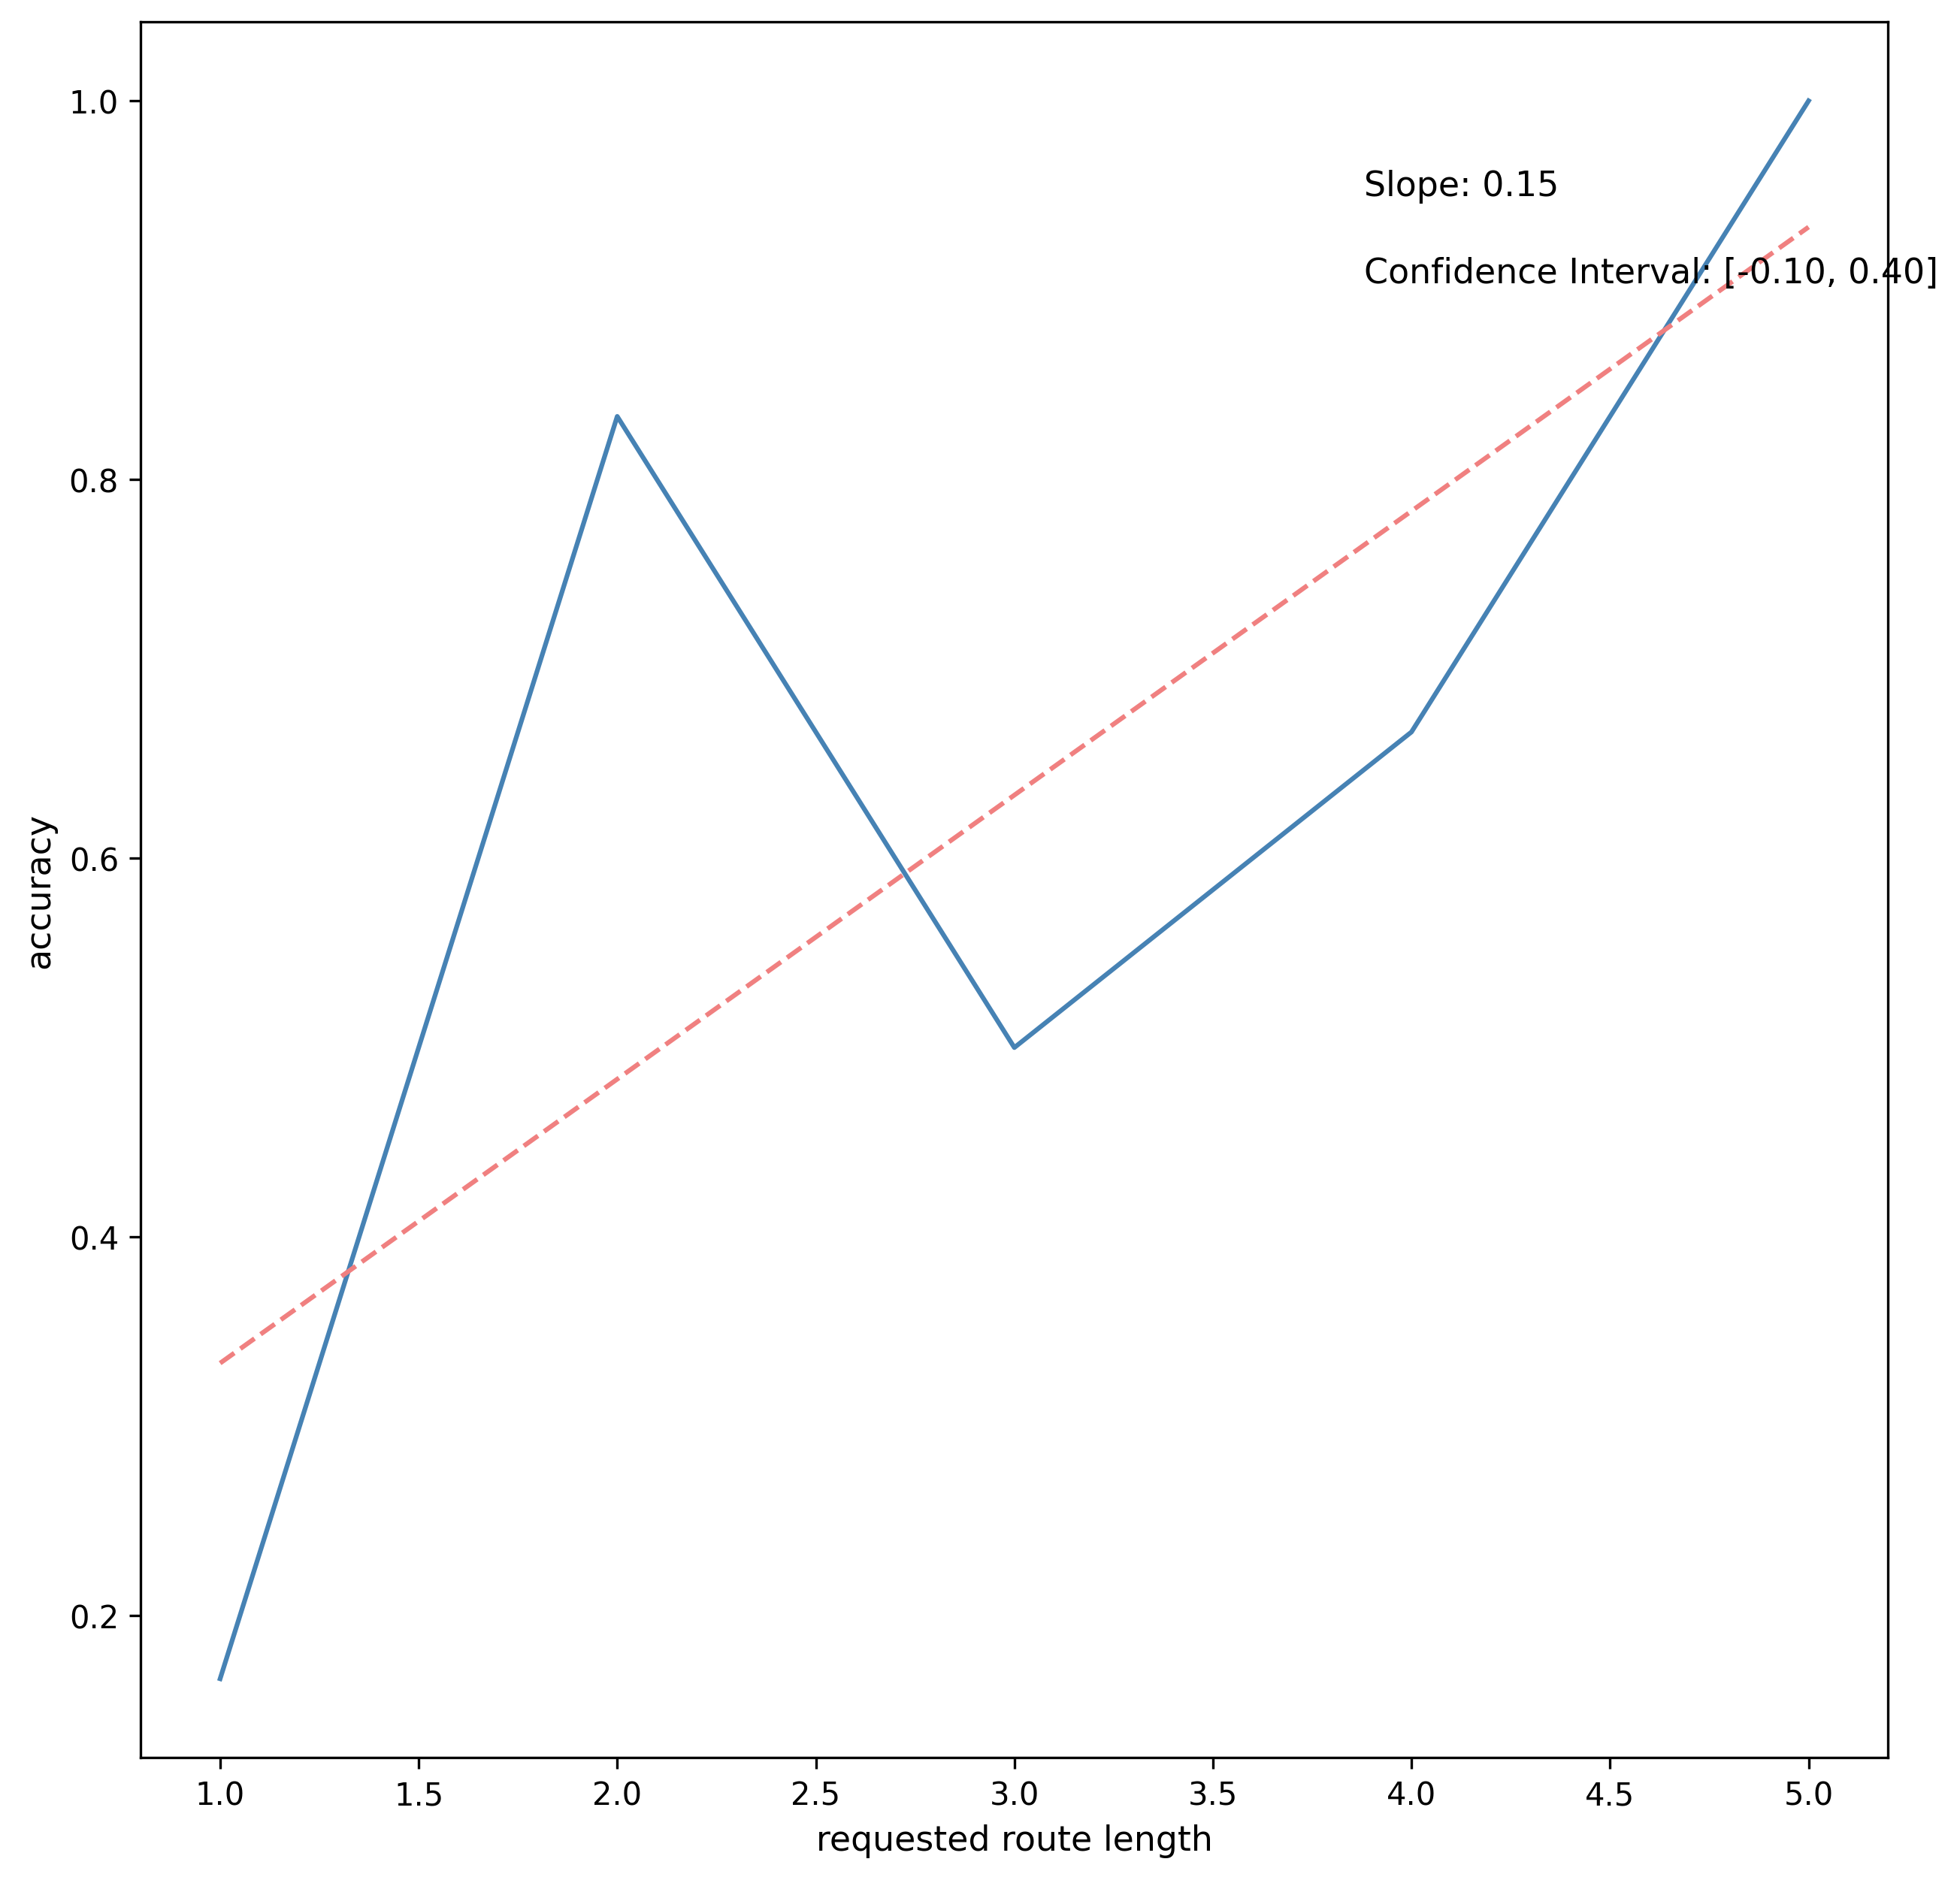 1.0
0.8
0.6
0.4
0.2
accuracy
Slope: 0.15
Confidence Interval: [-0.10, 0.40]
1.0 1.5 2.0 2.5 3.0 3.5 4.0 4.5 5.0
requested route length